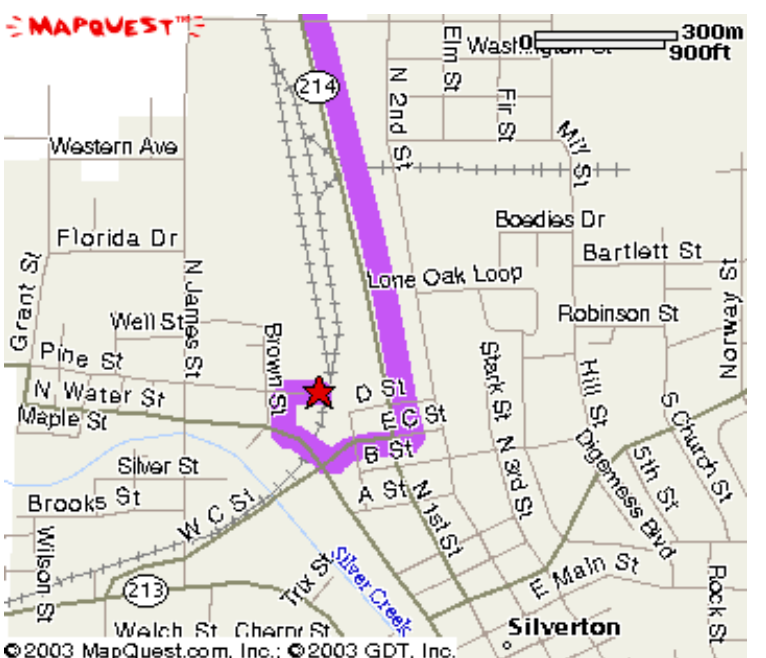 MAPQUEST™
0 300m
900ft
214
Elm St
Washington St
N 2nd St
Fir St
Mill St
Western Ave
Boedies Dr
Florida Dr
Bartlett St
Grant St
N James St
Lone Oak Loop
Norway St
Well St
Robinson St
Brown St
Pine St
Stark St
Hill St
D St
N Water St
E C St
S Church St
Maple St
B St
Silver St
N 3rd St
5th St
Digerness Blvd
A St
Brooks St
W C St
N 1st St
Wilson St
Silver Creek
Trix St
E Main St
Rock St
213
Welch St
Cherry St
Silverton
©2003 MapQuest.com, Inc.; ©2003 GDT, Inc.